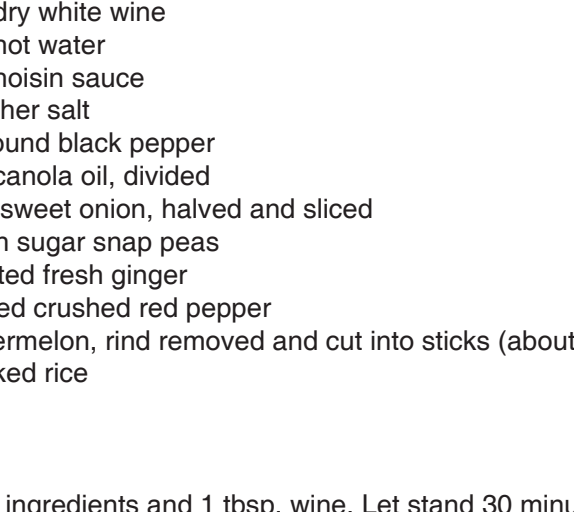 dry white wine
hot water
hoisin sauce
her salt
ound black pepper
canola oil, divided
sweet onion, halved and sliced
h sugar snap peas
ted fresh ginger
ed crushed red pepper
ermelon, rind removed and cut into sticks (about
ked rice
ingredients and 1 tbsp. wine. Let stand 30 minu